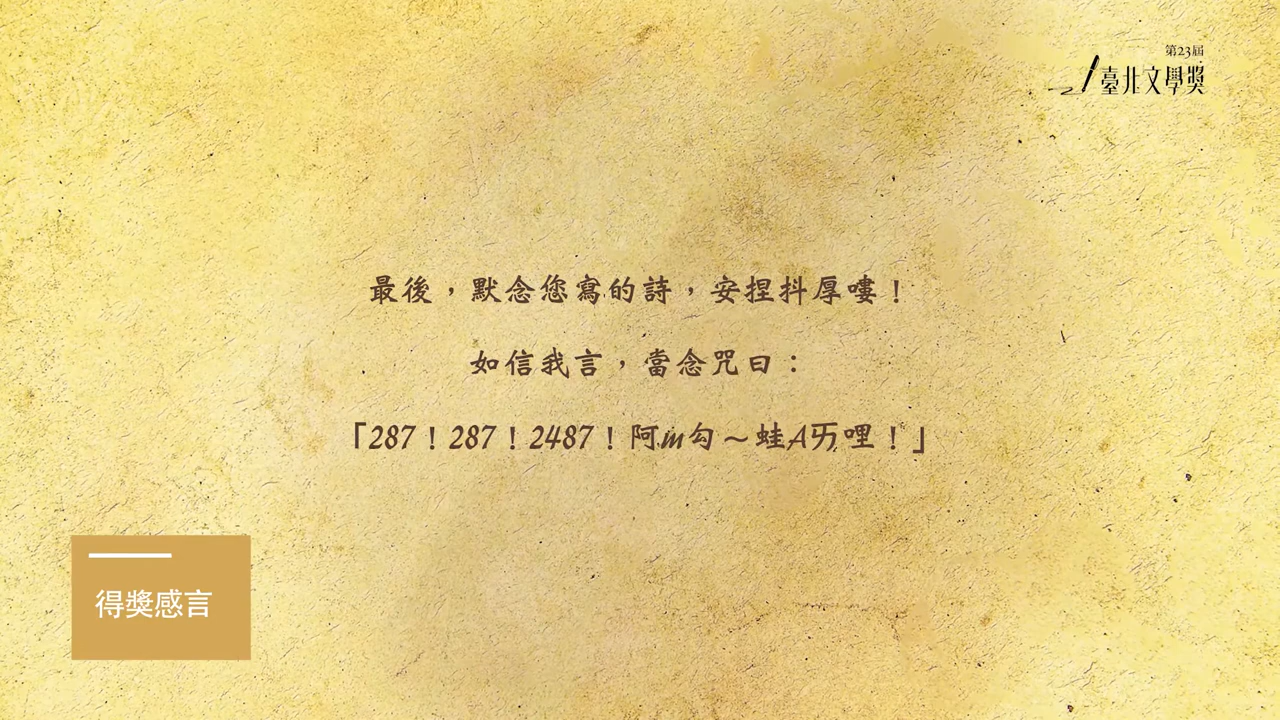 第23屆
臺北文學獎
最後，默念您寫的詩，安捏抖厚嘍！
如信我言，當念咒曰：
「287！287！2487！阿m勾～蛙A丏哩！」
得獎感言